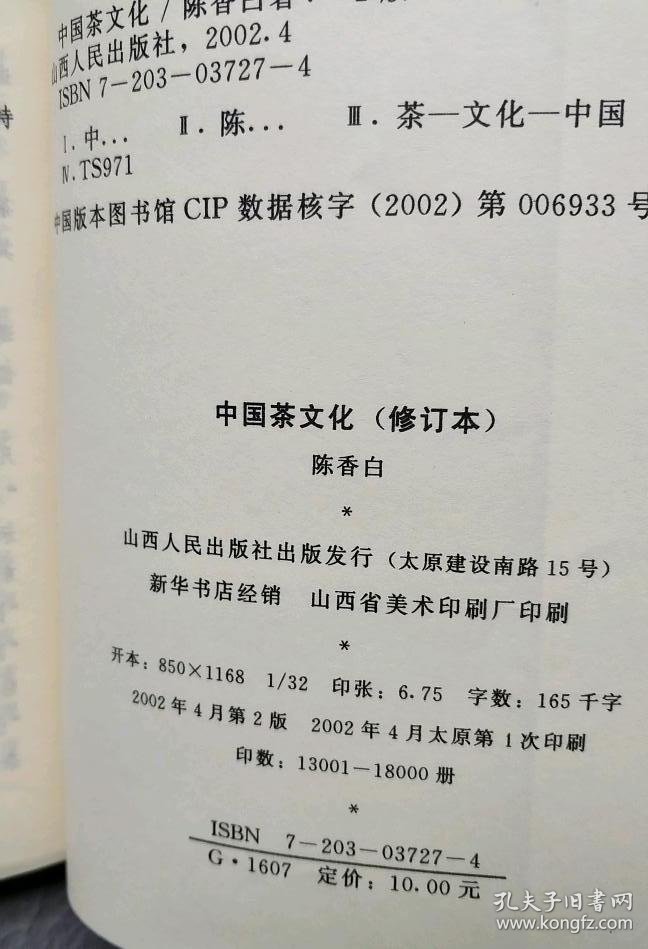 中国茶文化 / 陈香白著.
山西人民出版社，2002.4
ISBN 7-203-03727-4
Ⅰ.中... Ⅱ.陈... Ⅲ.茶—文化—中国
Ⅳ.TS971
中国版本图书馆 CIP 数据核字（2002）第 006933 号
中国茶文化（修订本）
陈香白
*
山西人民出版社出版发行（太原建设南路 15 号）
新华书店经销 山西省美术印刷厂印刷
*
开本：850×1168 1/32 印张：6.75 字数：165 千字
2002 年 4 月第 2 版 2002 年 4 月太原第 1 次印刷
印数：13001—18000 册
*
ISBN 7-203-03727-4
G·1607 定价：10.00 元
孔夫子旧书网
www.kongfz.com